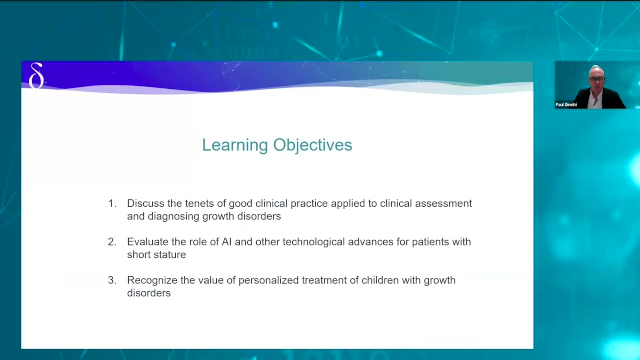 δ
Learning Objectives
1. Discuss the tenets of good clinical practice applied to clinical assessment
and diagnosing growth disorders
2. Evaluate the role of AI and other technological advances for patients with
short stature
3. Recognize the value of personalized treatment of children with growth
disorders
Paul Dimitri